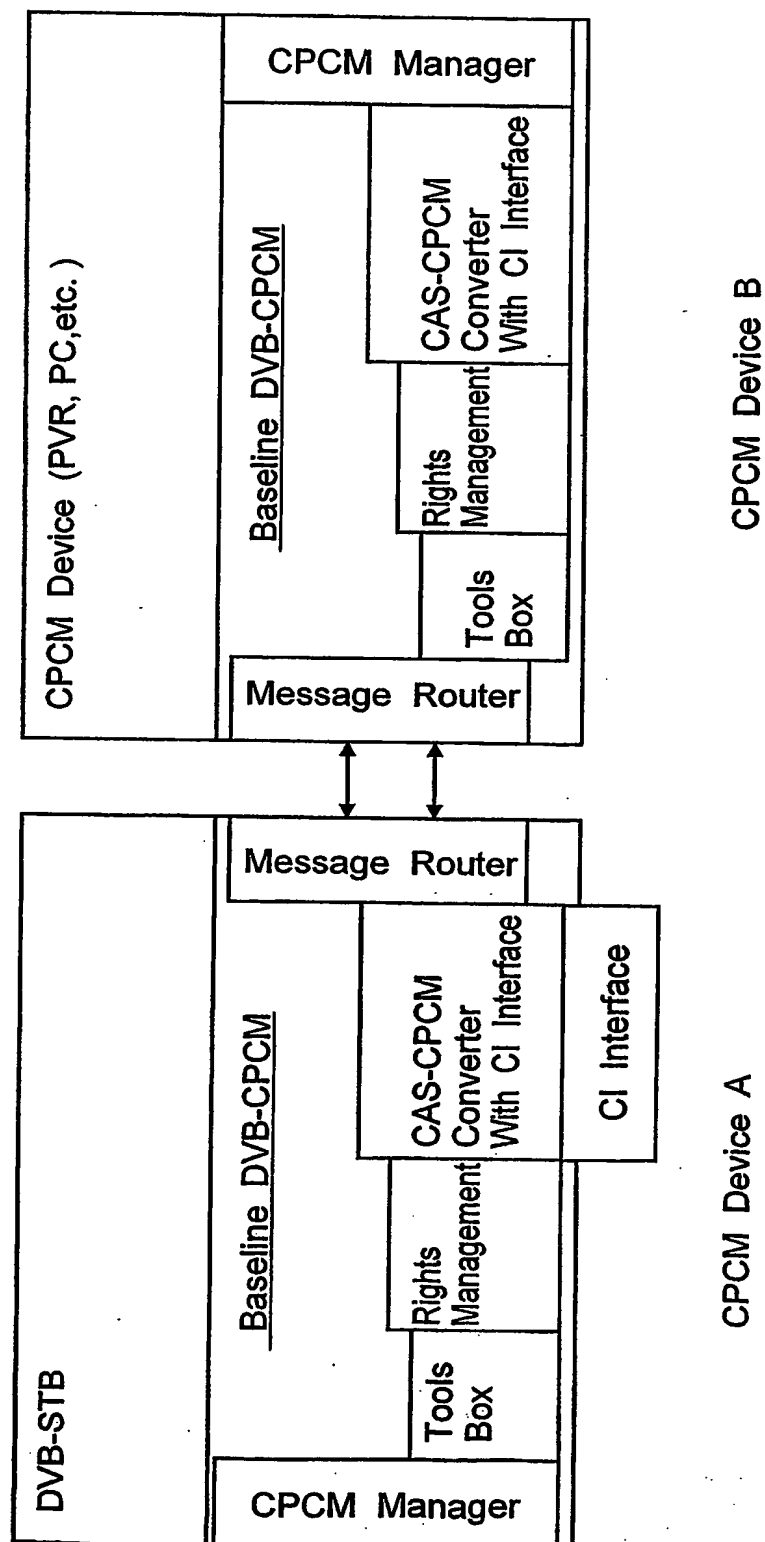 DVB-STB
Baseline DVB-CPCM
CPCM Manager
Tools
Box
Rights
Management
CAS-CPCM
Converter
With CI Interface
CI Interface
Message Router
CPCM Device A
CPCM Device (PVR, PC,etc. )
Baseline DVB-CPCM
Message Router
Tools
Box
Rights
Management
CAS-CPCM
Converter
With CI Interface
CPCM Manager
CPCM Device B